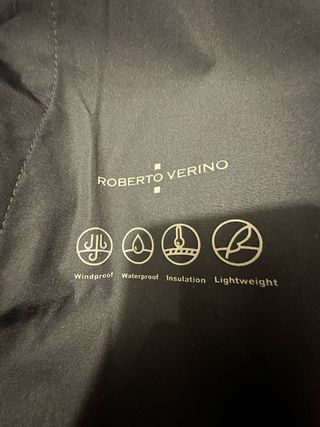 ROBERTO VERINO
Windproof Waterproof Insulation Lightweight